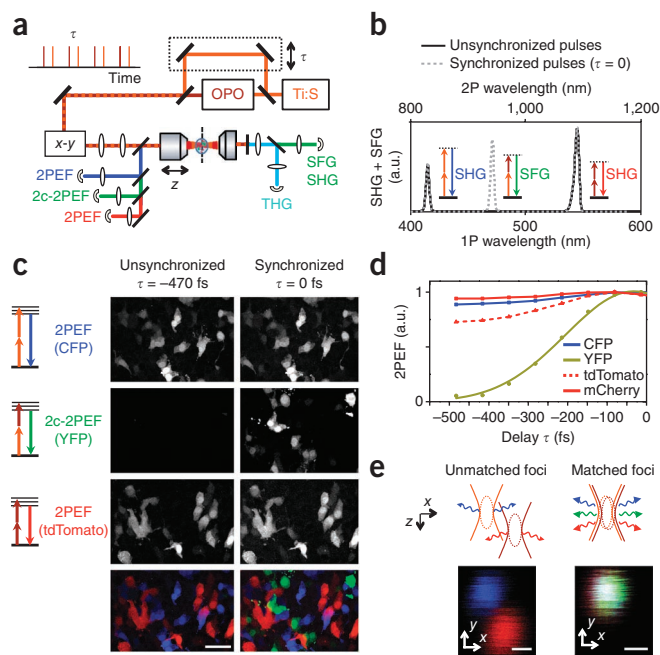 a
τ
Time
τ
OPO
Ti:S
x-y
z
2PEF
2c-2PEF
2PEF
SFG
SHG
THG
b
Unsynchronized pulses
Synchronized pulses (τ = 0)
2P wavelength (nm)
800
1,000
1,200
SHG + SFG
(a.u.)
SHG
SFG
SHG
400
500
600
1P wavelength (nm)
c
Unsynchronized
τ = –470 fs
Synchronized
τ = 0 fs
2PEF
(CFP)
2c-2PEF
(YFP)
2PEF
(tdTomato)
d
2PEF (a.u.)
1
0.5
0
CFP
YFP
tdTomato
mCherry
–500
–400
–300
–200
–100
0
Delay τ (fs)
e
Unmatched foci
Matched foci
x
z
y
x
y
x